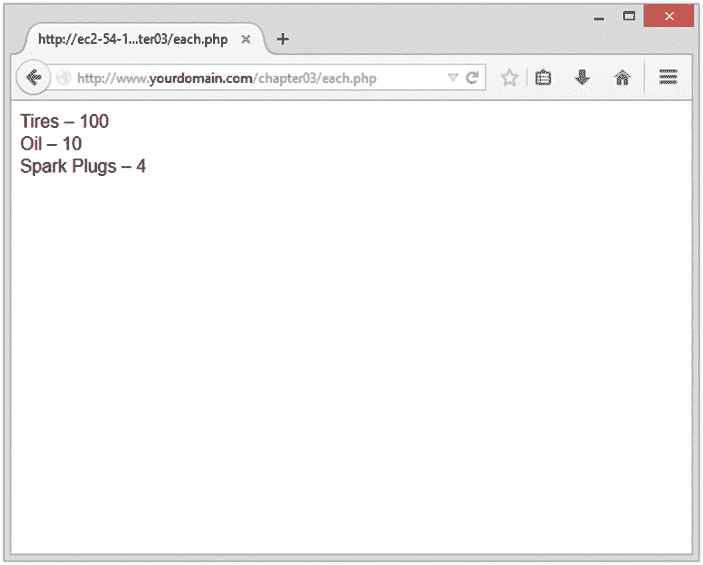 http://ec2-54-1...ter03/each.php
http://www.yourdomain.com/chapter03/each.php
Tires – 100
Oil – 10
Spark Plugs – 4